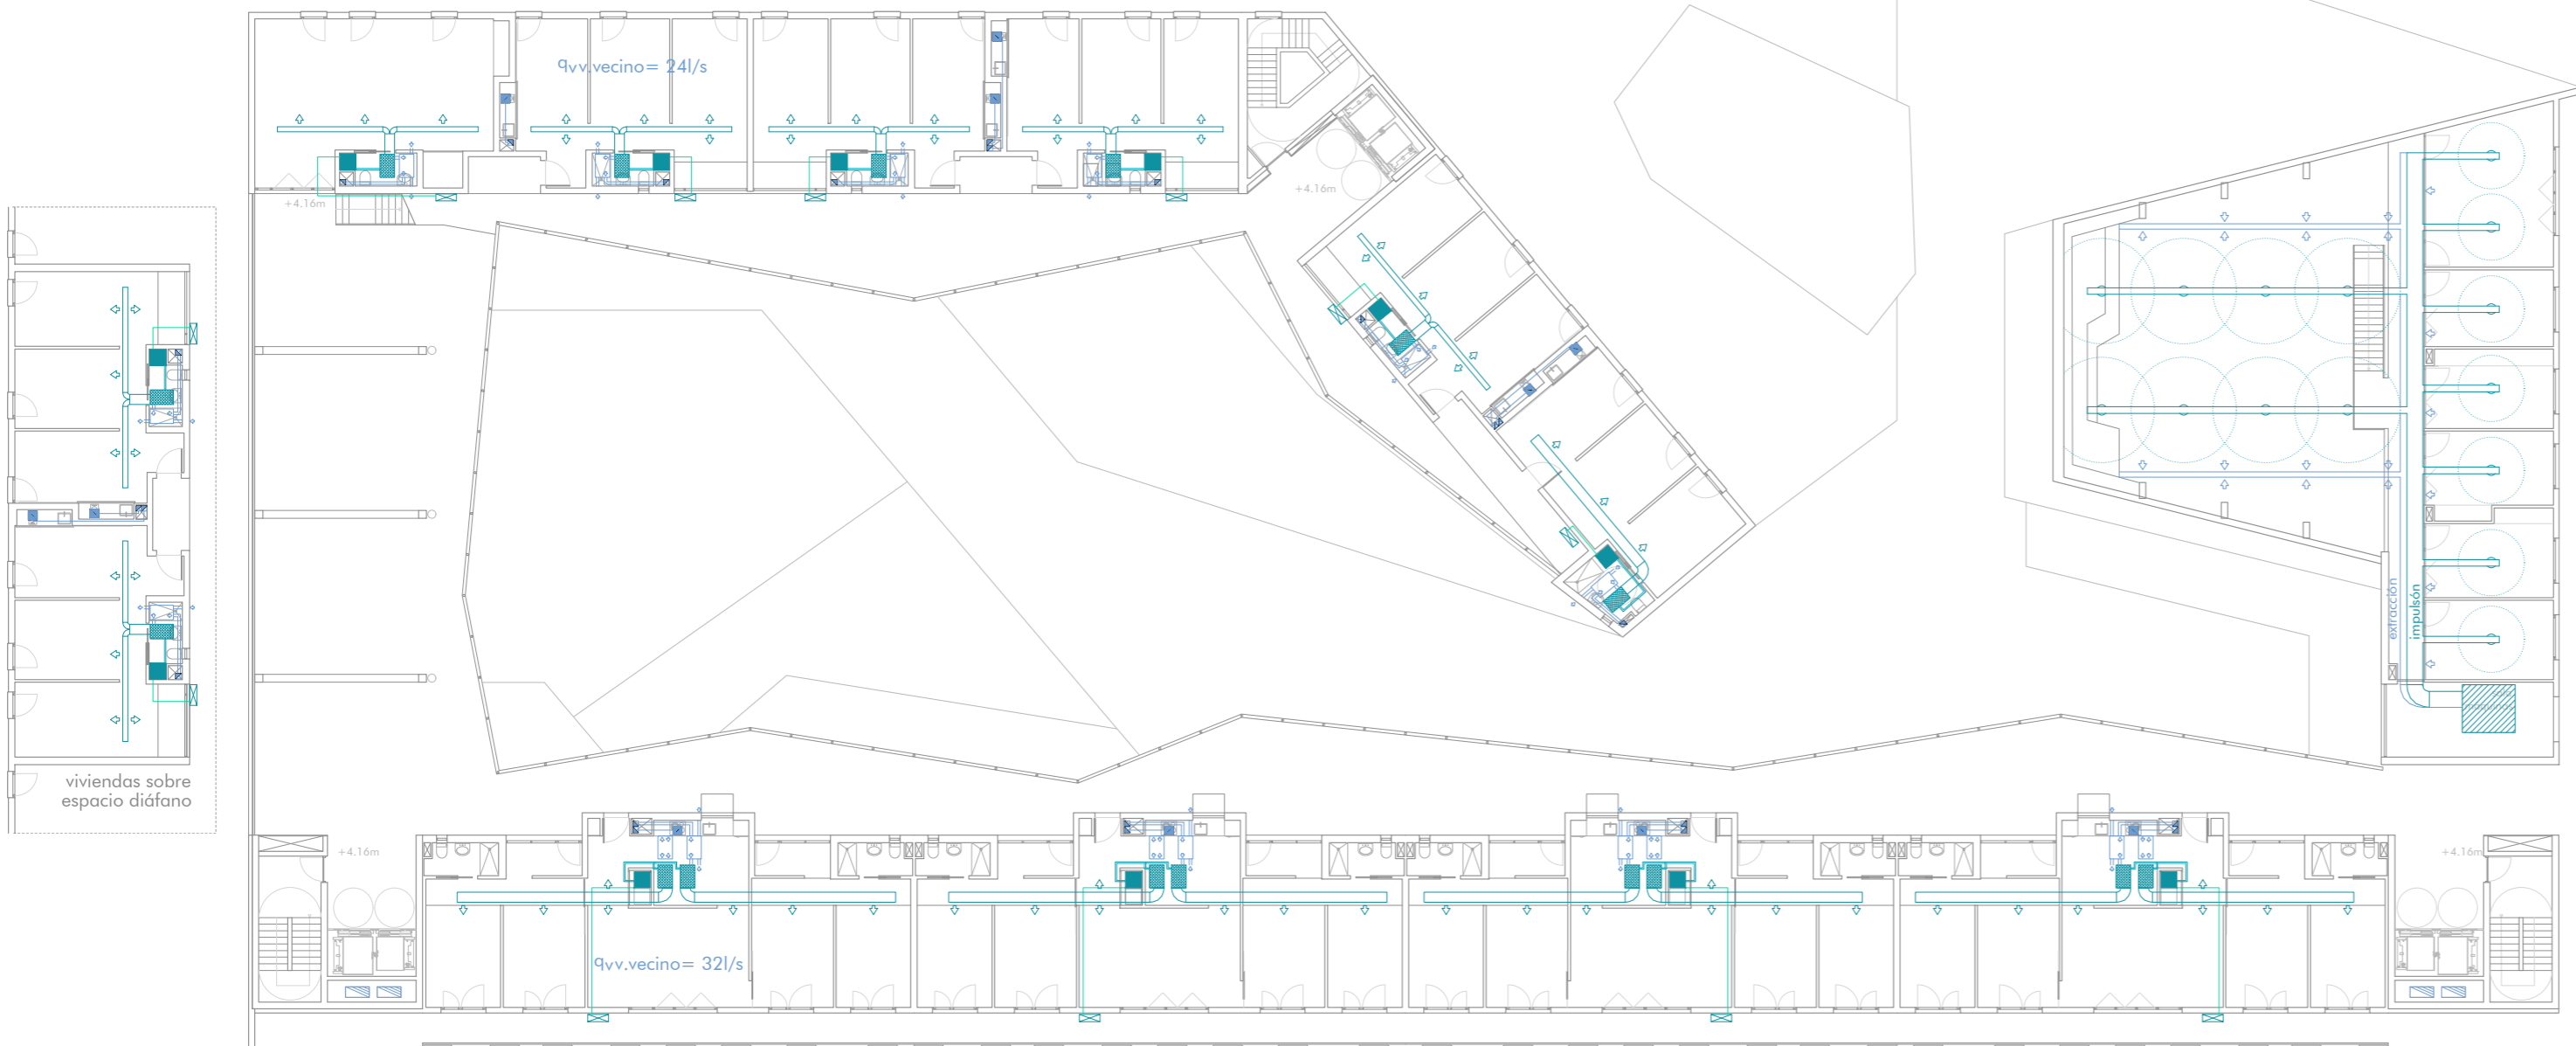 qvv.vecino= 24l/s
+4.16m
+4.16m
extracción
impulsón
viviendas sobre
espacio diáfano
+4.16m
+4.16m
qvv.vecino= 32l/s